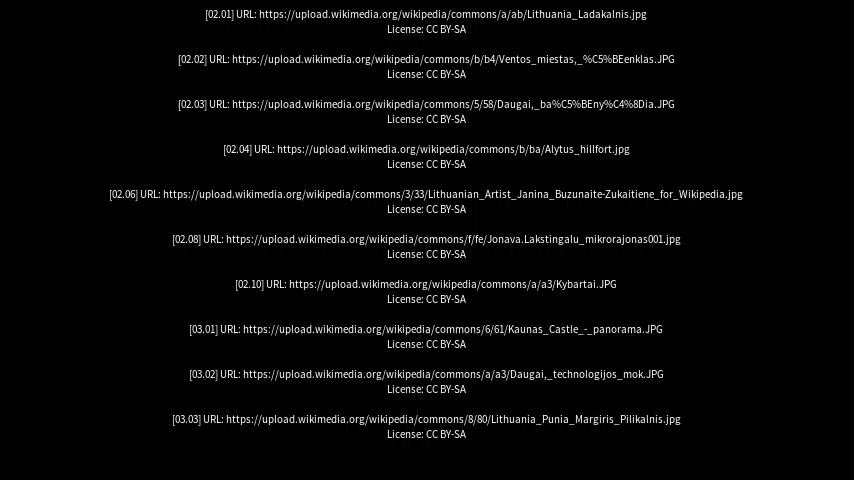 [02.01] URL: https://upload.wikimedia.org/wikipedia/commons/a/ab/Lithuania_Ladakalnis.jpg
License: CC BY-SA
[02.02] URL: https://upload.wikimedia.org/wikipedia/commons/b/b4/Ventos_miestas,_%C5%BEenklas.JPG
License: CC BY-SA
[02.03] URL: https://upload.wikimedia.org/wikipedia/commons/5/58/Daugai,_ba%C5%BEny%C4%8Dia.JPG
License: CC BY-SA
[02.04] URL: https://upload.wikimedia.org/wikipedia/commons/b/ba/Alytus_hillfort.jpg
License: CC BY-SA
[02.06] URL: https://upload.wikimedia.org/wikipedia/commons/3/33/Lithuanian_Artist_Janina_Buzunaite-Zukaitiene_for_Wikipedia.jpg
License: CC BY-SA
[02.08] URL: https://upload.wikimedia.org/wikipedia/commons/f/fe/Jonava.Lakstingalu_mikrorajonas001.jpg
License: CC BY-SA
[02.10] URL: https://upload.wikimedia.org/wikipedia/commons/a/a3/Kybartai.JPG
License: CC BY-SA
[03.01] URL: https://upload.wikimedia.org/wikipedia/commons/6/61/Kaunas_Castle_-_panorama.JPG
License: CC BY-SA
[03.02] URL: https://upload.wikimedia.org/wikipedia/commons/a/a3/Daugai,_technologijos_mok.JPG
License: CC BY-SA
[03.03] URL: https://upload.wikimedia.org/wikipedia/commons/8/80/Lithuania_Punia_Margiris_Pilikalnis.jpg
License: CC BY-SA